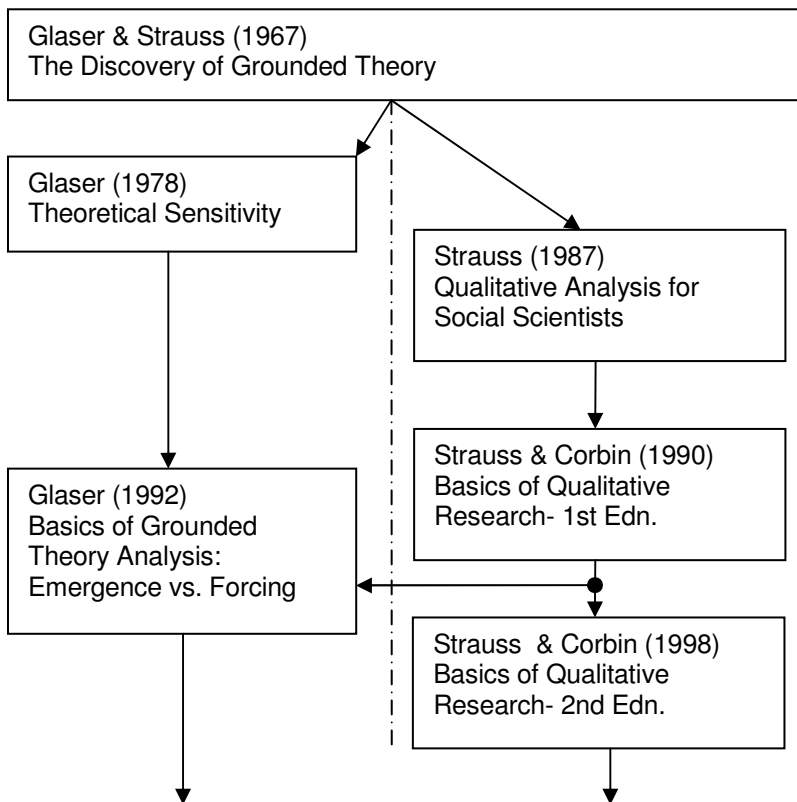 Glaser & Strauss (1967)
The Discovery of Grounded Theory
Glaser (1978)
Theoretical Sensitivity
Strauss (1987)
Qualitative Analysis for
Social Scientists
Strauss & Corbin (1990)
Basics of Qualitative
Research- 1st Edn.
Glaser (1992)
Basics of Grounded
Theory Analysis:
Emergence vs. Forcing
Strauss & Corbin (1998)
Basics of Qualitative
Research- 2nd Edn.